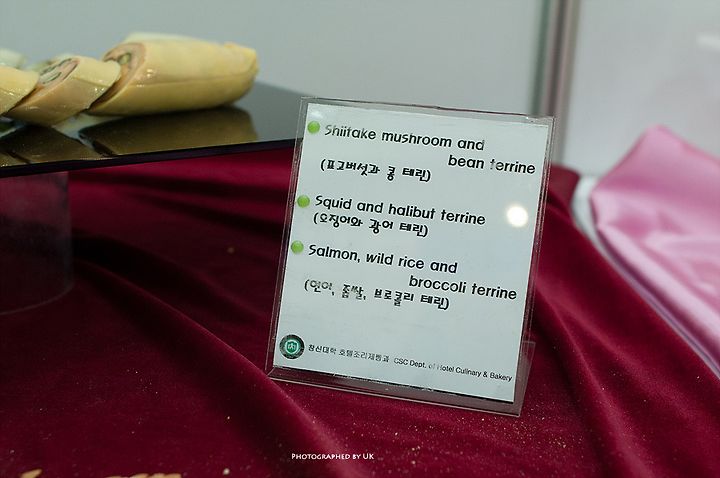 Shiitake mushroom and
bean terrine
(표고버섯과 콩 테린)
Squid and halibut terrine
(오징어와 광어 테린)
Salmon, wild rice and
broccoli terrine
(연어, 줍쌀, 브로콜리 테린)
창신대학 호텔조리제빵과 CSC Dept. of Hotel Culinary & Bakery
PHOTOGRAPHED BY UK